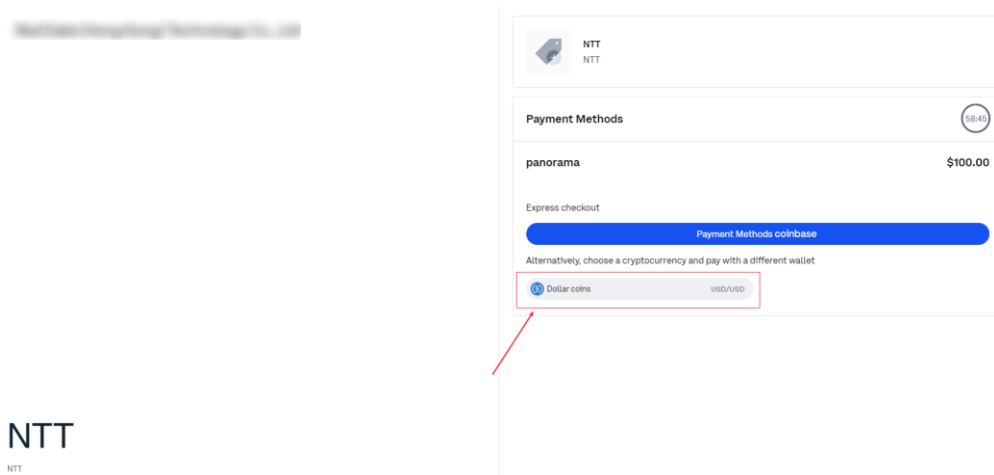 NTT
NTT
Payment Methods
58:45
panorama
$100.00
Express checkout
Payment Methods coinbase
Alternatively, choose a cryptocurrency and pay with a different wallet
Dollar coins
USD/USD
NTT
NTT